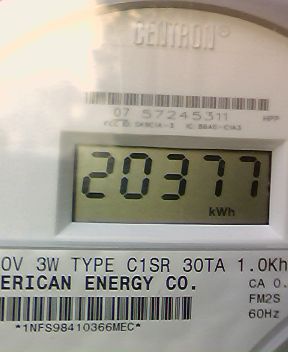 CENTRON®
07 57245311 HPP
20377
kWh
0V 3W TYPE C1SR 30TA 1.0Kh
ERICAN ENERGY CO.
CA 0.
FM2S
60Hz
*1NFS98410366MEC*